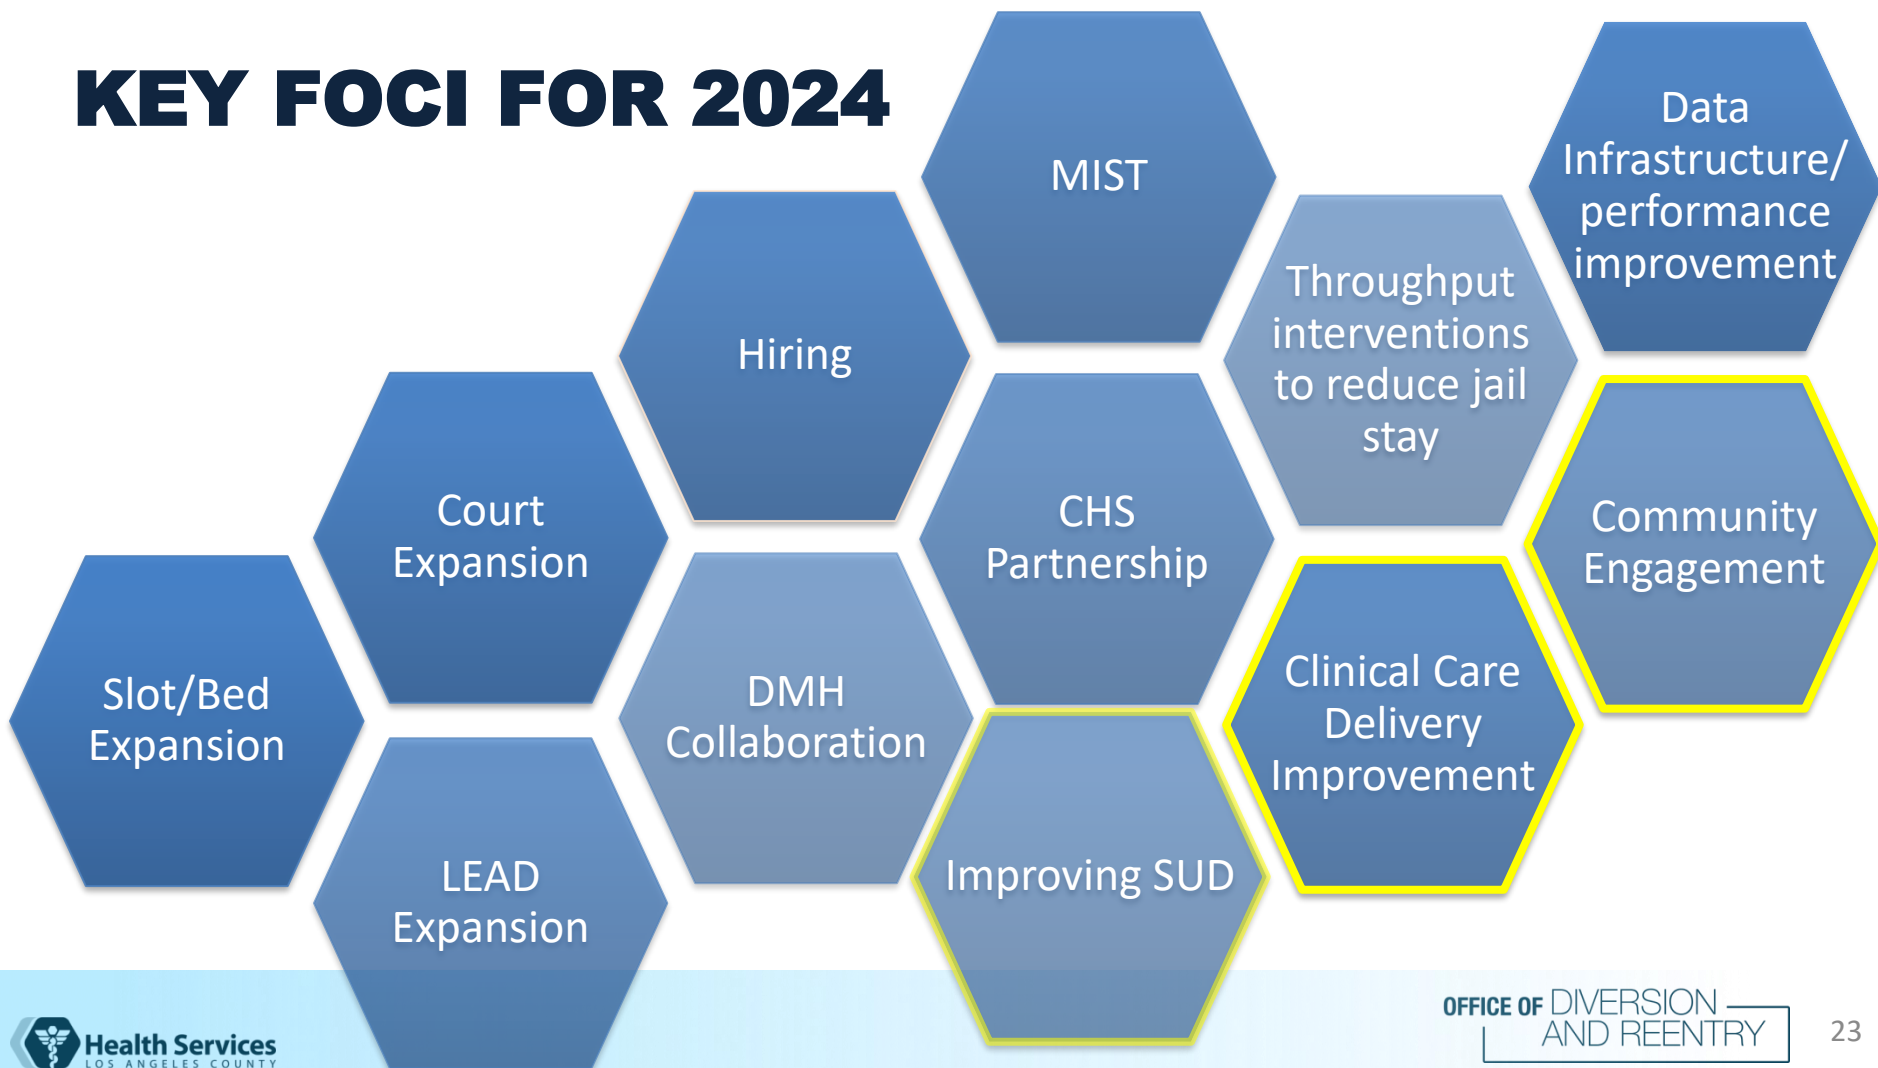 KEY FOCI FOR 2024
MIST
Data
Infrastructure/
performance
improvement
Hiring
Throughput
interventions
to reduce jail
stay
Court
Expansion
CHS
Partnership
Community
Engagement
Slot/Bed
Expansion
DMH
Collaboration
Clinical Care
Delivery
Improvement
LEAD
Expansion
Improving SUD
Health Services
LOS ANGELES COUNTY
OFFICE OF DIVERSION
AND REENTRY
23